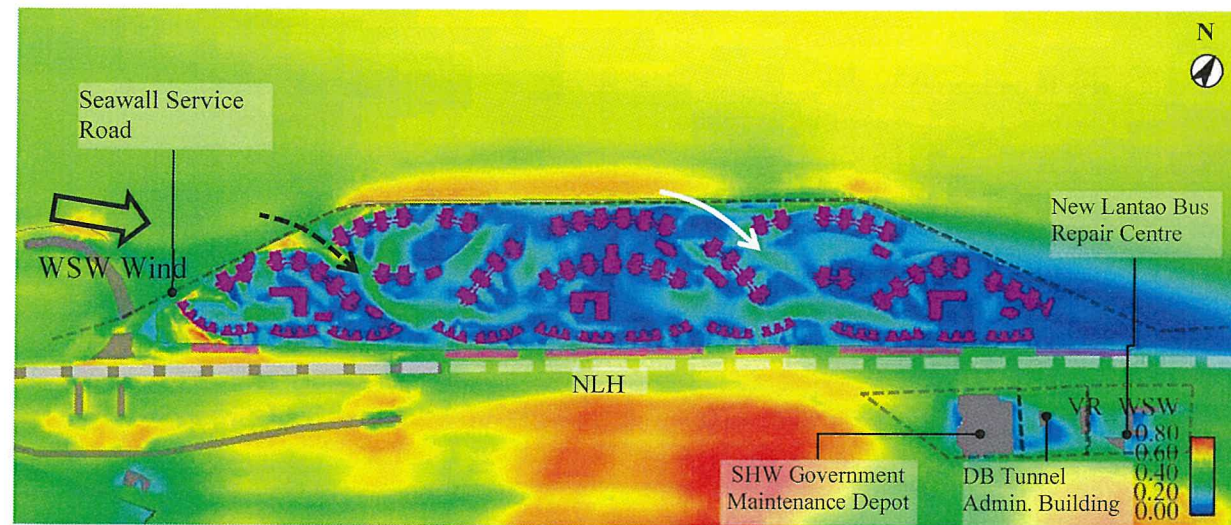 N
Seawall Service
Road
WSW Wind
New Lantao Bus
Repair Centre
NLH
VR WSW
0.80
0.60
0.40
0.20
0.00
SHW Government
Maintenance Depot
DB Tunnel
Admin. Building